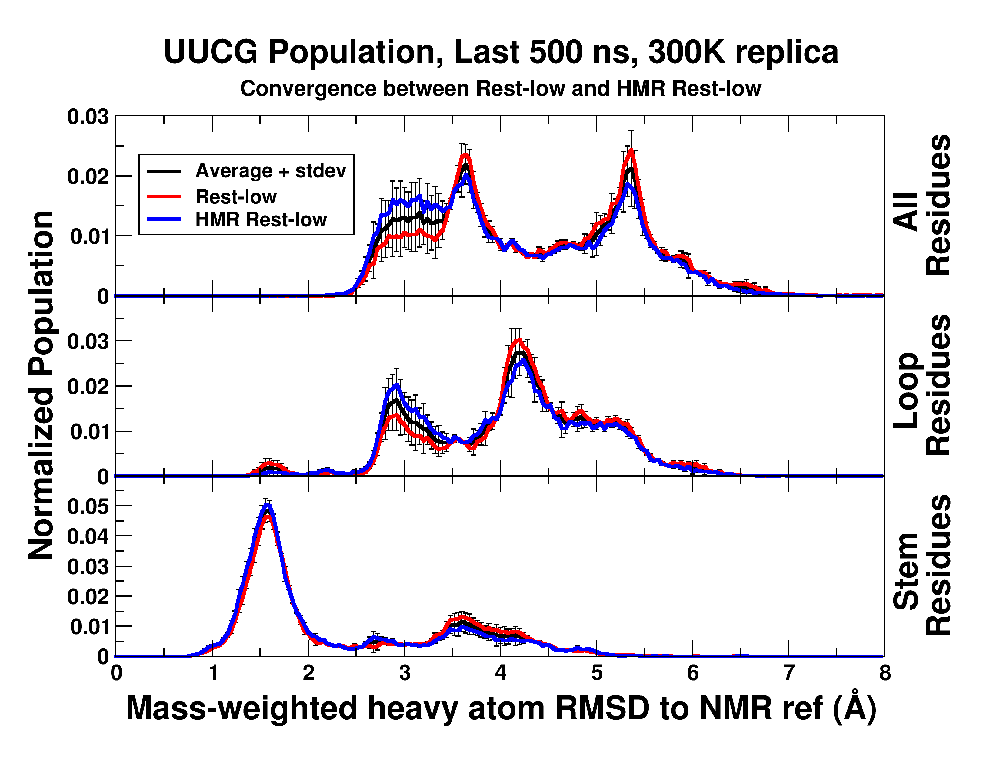 UUCG Population, Last 500 ns, 300K replica
Convergence between Rest-low and HMR Rest-low
Normalized Population
0.03
0.02
0.01
0
Average + stdev
Rest-low
HMR Rest-low
All
Residues
0.03
0.02
0.01
0
Loop
Residues
0.05
0.04
0.03
0.02
0.01
0
Stem
Residues
0 1 2 3 4 5 6 7 8
Mass-weighted heavy atom RMSD to NMR ref (Å)